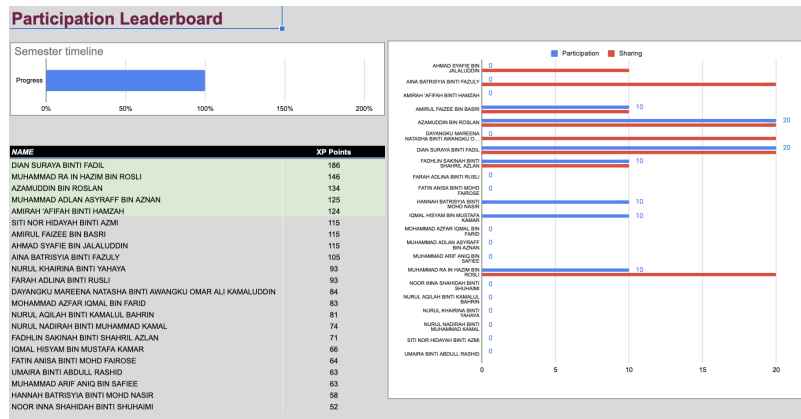 Participation Leaderboard
Semester timeline
Progress
0%
50%
100%
150%
200%
NAME XP Points
DIAN SURAYA BINTI FADIL 186
MUHAMMAD RA IN HAZIM BIN ROSLI 146
AZAMUDDIN BIN ROSLAN 134
MUHAMMAD ADLAN ASYRAFF BIN AZNAN 125
AMIRAH 'AFIFAH BINTI HAMZAH 124
SITI NOR HIDAYAH BINTI AZMI 115
AMIRUL FAIZEE BIN BASRI 115
AHMAD SYAFIE BIN JALALUDDIN 115
AINA BATRISYIA BINTI FAZULY 105
NURUL KHAIRINA BINTI YAHAYA 93
FARAH ADLINA BINTI RUSLI 93
DAYANGKU MAREENA NATASHA BINTI AWANGKU OMAR ALI KAMALUDDIN 84
MOHAMMAD AZFAR IQMAL BIN FARID 83
NURUL AQILAH BINTI KAMALUL BAHRIN 81
NURUL NADIRAH BINTI MUHAMMAD KAMAL 74
FADHLIN SAKINAH BINTI SHAHRIL AZLAN 71
IQMAL HISYAM BIN MUSTAFA KAMAR 66
FATIN ANISA BINTI MOHD FAIROSE 64
UMAIRA BINTI ABDULL RASHID 63
MUHAMMAD ARIF ANIQ BIN SAFIEE 63
HANNAH BATRISYIA BINTI MOHD NASIR 58
NOOR INNA SHAHIDAH BINTI SHUHAIMI 52
Participation Sharing
AHMAD SYAFIE BIN 0
JALALUDDIN
AINA BATRISYIA BINTI FAZULY 0
AMIRAH 'AFIFAH BINTI HAMZAH 0
AMIRUL FAIZEE BIN BASRI 10
AZAMUDDIN BIN ROSLAN 20
DAYANGKU MAREENA 0
NATASHA BINTI AWANGKU O...
DIAN SURAYA BINTI FADIL 20
FADHLIN SAKINAH BINTI 10
SHAHRIL AZLAN
FARAH ADLINA BINTI RUSLI 0
FATIN ANISA BINTI MOHD 0
FAIROSE
HANNAH BATRISYIA BINTI 10
MOHD NASIR
IQMAL HISYAM BIN MUSTAFA 10
KAMAR
MOHAMMAD AZFAR IQMAL BIN 0
FARID
MUHAMMAD ADLAN ASYRAFF 0
BIN AZNAN
MUHAMMAD ARIF ANIQ BIN 0
SAFIEE
MUHAMMAD RA IN HAZIM BIN 10
ROSLI
NOOR INNA SHAHIDAH BINTI 0
SHUHAIMI
NURUL AQILAH BINTI KAMALUL 0
BAHRIN
NURUL KHAIRINA BINTI 0
YAHAYA
NURUL NADIRAH BINTI 0
MUHAMMAD KAMAL
SITI NOR HIDAYAH BINTI AZMI 0
UMAIRA BINTI ABDULL RASHID 0
0 5 10 15 20